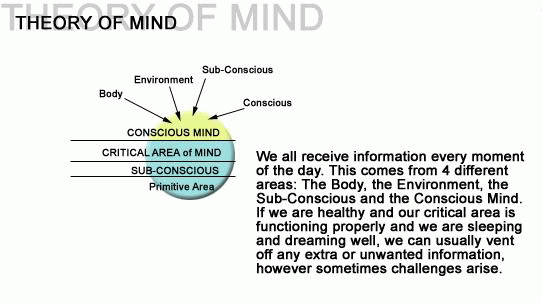 THEORY OF MIND
THEORY OF MIND
Sub-Conscious
Environment
Body
Conscious
CONSCIOUS MIND
CRITICAL AREA of MIND
SUB-CONSCIOUS
Primitive Area
We all receive information every moment
of the day. This comes from 4 different
areas: The Body, the Environment, the
Sub-Conscious and the Conscious Mind.
If we are healthy and our critical area is
functioning properly and we are sleeping
and dreaming well, we can usually vent
off any extra or unwanted information,
however sometimes challenges arise.